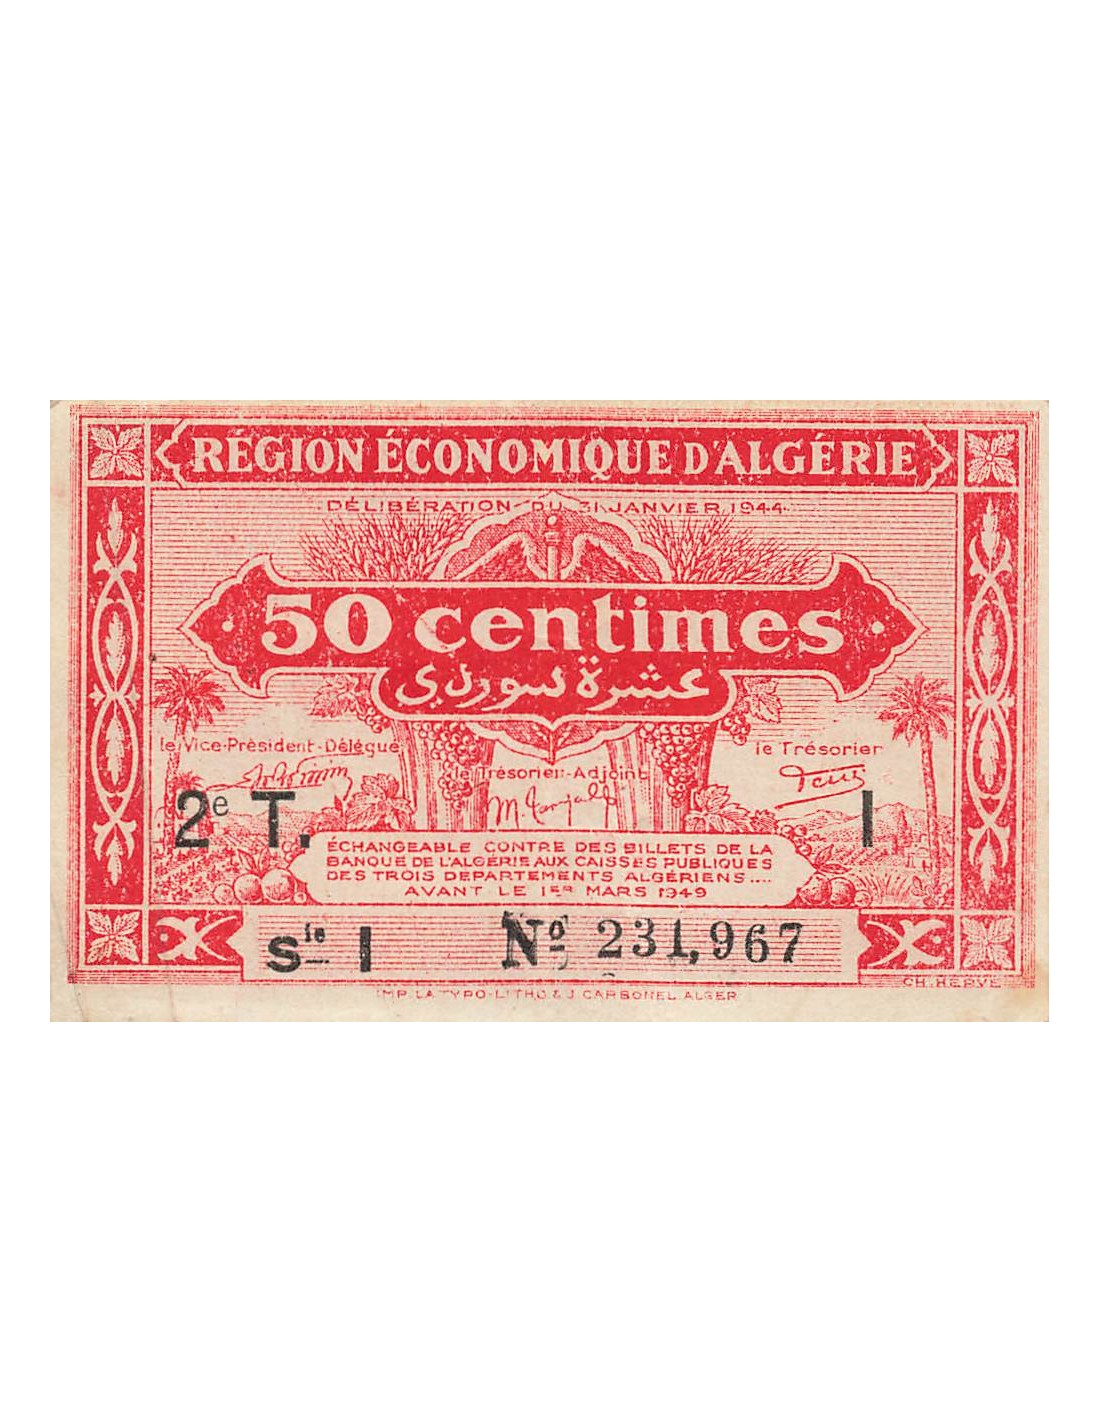 RÉGION ÉCONOMIQUE D'ALGÉRIE
DÉLIBÉRATION DU 31 JANVIER 1944
50 centimes
عشرة سوردي
le Vice-Président-Délégué
le Trésorier-Adjoint
le Trésorier
2e T.
I
ÉCHANGEABLE CONTRE DES BILLETS DE LA
BANQUE DE L'ALGÉRIE AUX CAISSES PUBLIQUES
DES TROIS DÉPARTEMENTS ALGÉRIENS....
AVANT LE 1ER MARS 1949
Sie I
No 231,967
CH. HERVÉ
IMP. LA TYPO-LITHO & J. CARBONEL ALGER